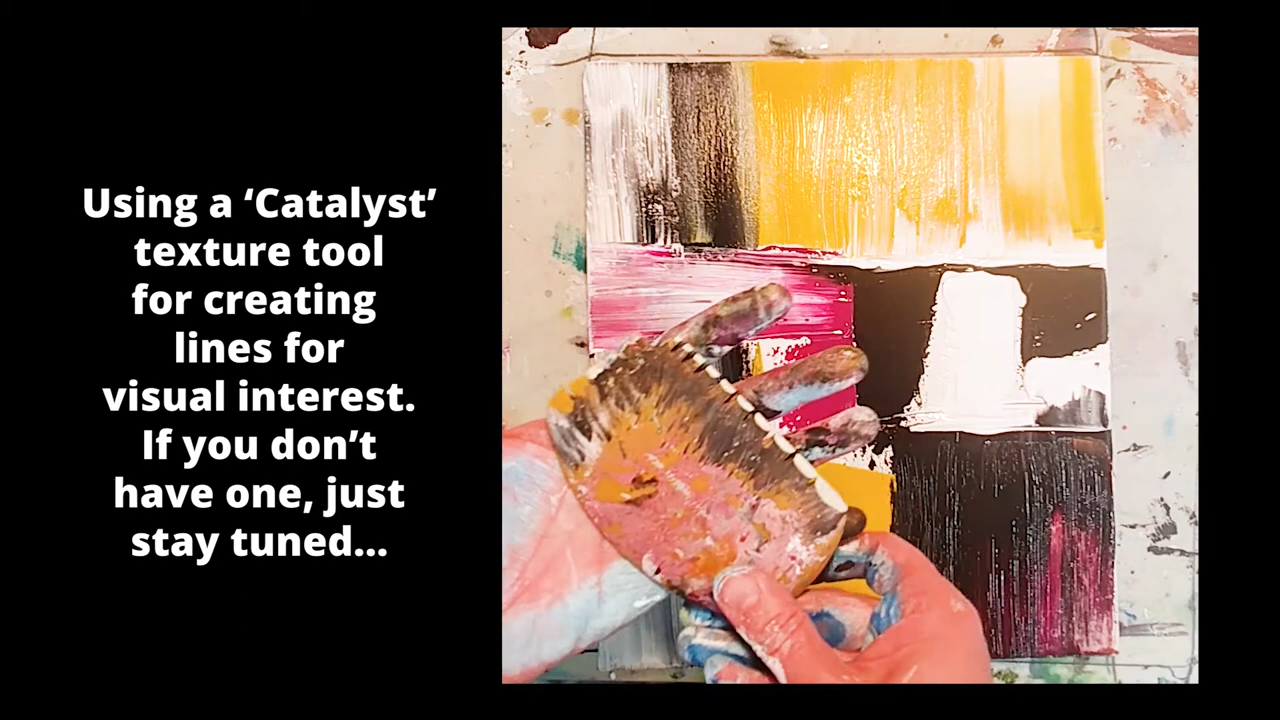 Using a ‘Catalyst’
texture tool
for creating
lines for
visual interest.
If you don’t
have one, just
stay tuned...